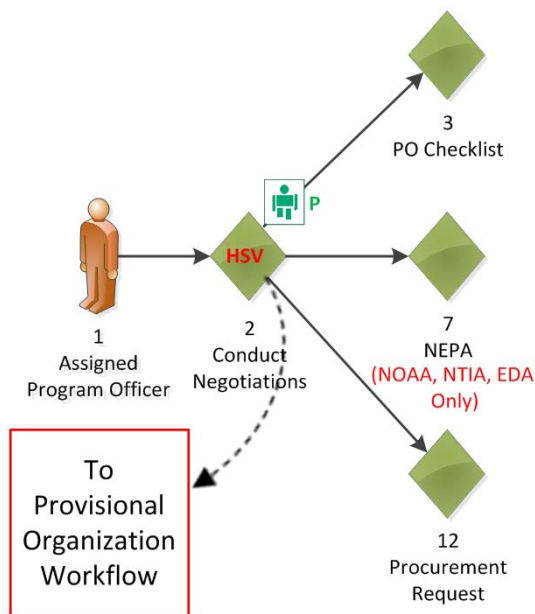 3
PO Checklist
P
HSV
1
Assigned
Program Officer
2
Conduct
Negotiations
7
NEPA
(NOAA, NTIA, EDA
Only)
To
Provisional
Organization
Workflow
12
Procurement
Request